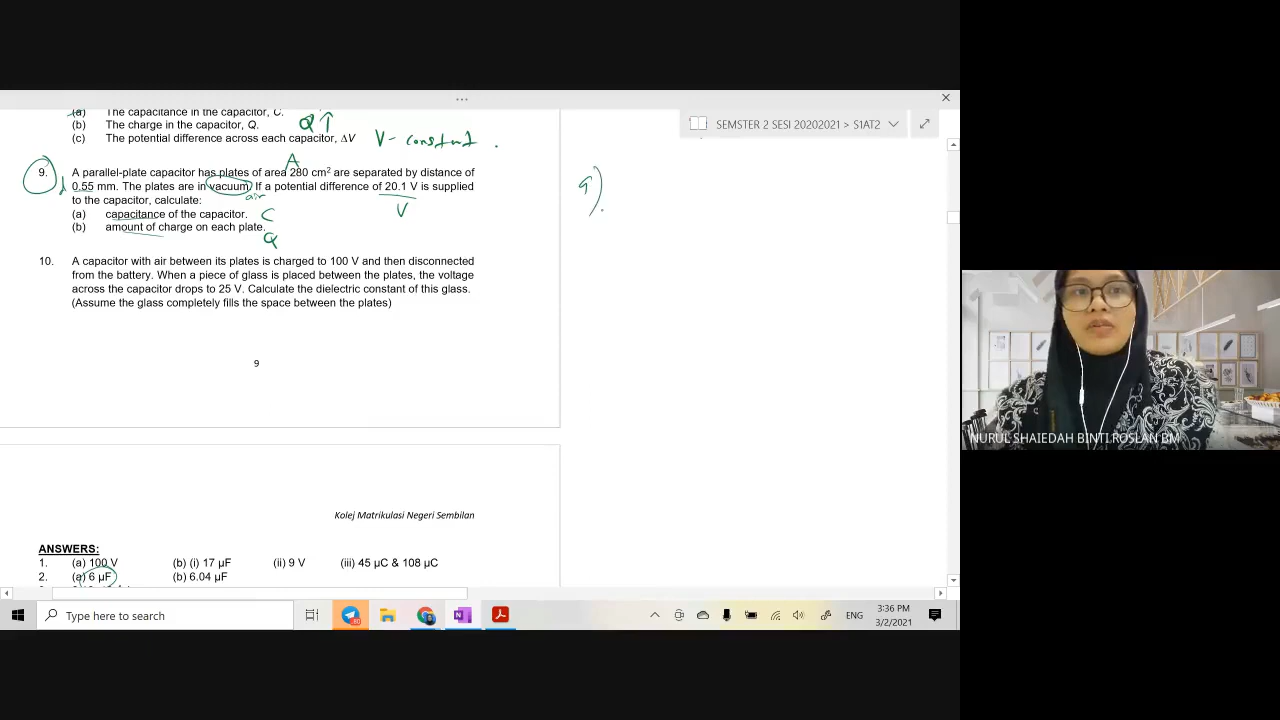 (a) The capacitance in the capacitor, C.
(b) The charge in the capacitor, Q.
Q ↑
(c) The potential difference across each capacitor, ΔV
V - constant .
A
9. A parallel-plate capacitor has plates of area 280 cm² are separated by distance of
d 0.55 mm. The plates are in vacuum. If a potential difference of 20.1 V is supplied
air
to the capacitor, calculate:
V
(a) capacitance of the capacitor. C
(b) amount of charge on each plate.
Q
10. A capacitor with air between its plates is charged to 100 V and then disconnected
from the battery. When a piece of glass is placed between the plates, the voltage
across the capacitor drops to 25 V. Calculate the dielectric constant of this glass.
(Assume the glass completely fills the space between the plates)
9
Kolej Matrikulasi Negeri Sembilan
ANSWERS:
1. (a) 100 V (b) (i) 17 µF (ii) 9 V (iii) 45 µC & 108 µC
2. (a) 6 µF (b) 6.04 µF
SEMSTER 2 SESI 20202021 > S1AT2
9)
NURUL SHAIEDAH BINTI ROSLAN BM
Type here to search
80
ENG
3:36 PM
3/2/2021